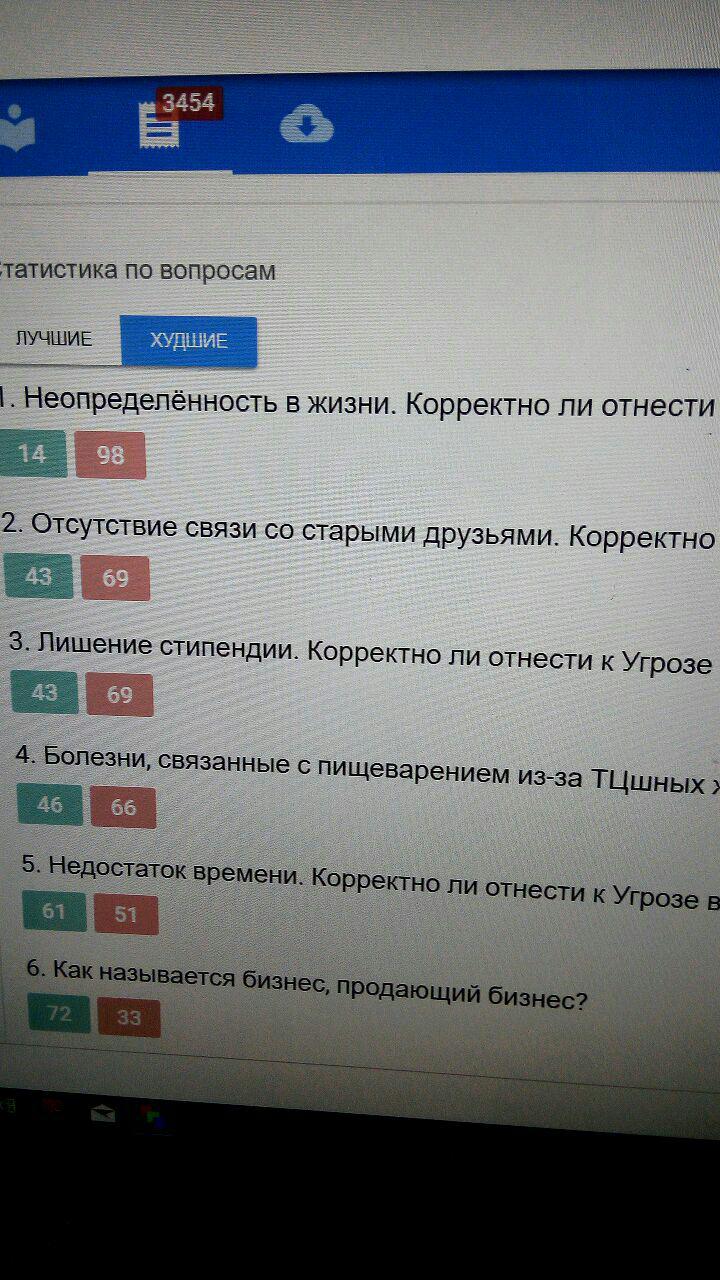 3454
Статистика по вопросам
ЛУЧШИЕ ХУДШИЕ
1. Неопределённость в жизни. Корректно ли отнести
14 98
2. Отсутствие связи со старыми друзьями. Корректно
43 69
3. Лишение стипендии. Корректно ли отнести к Угрозе
43 69
4. Болезни, связанные с пищеварением из-за ТЦшных
46 66
5. Недостаток времени. Корректно ли отнести к Угрозе в
61 51
6. Как называется бизнес, продающий бизнес?
72 33